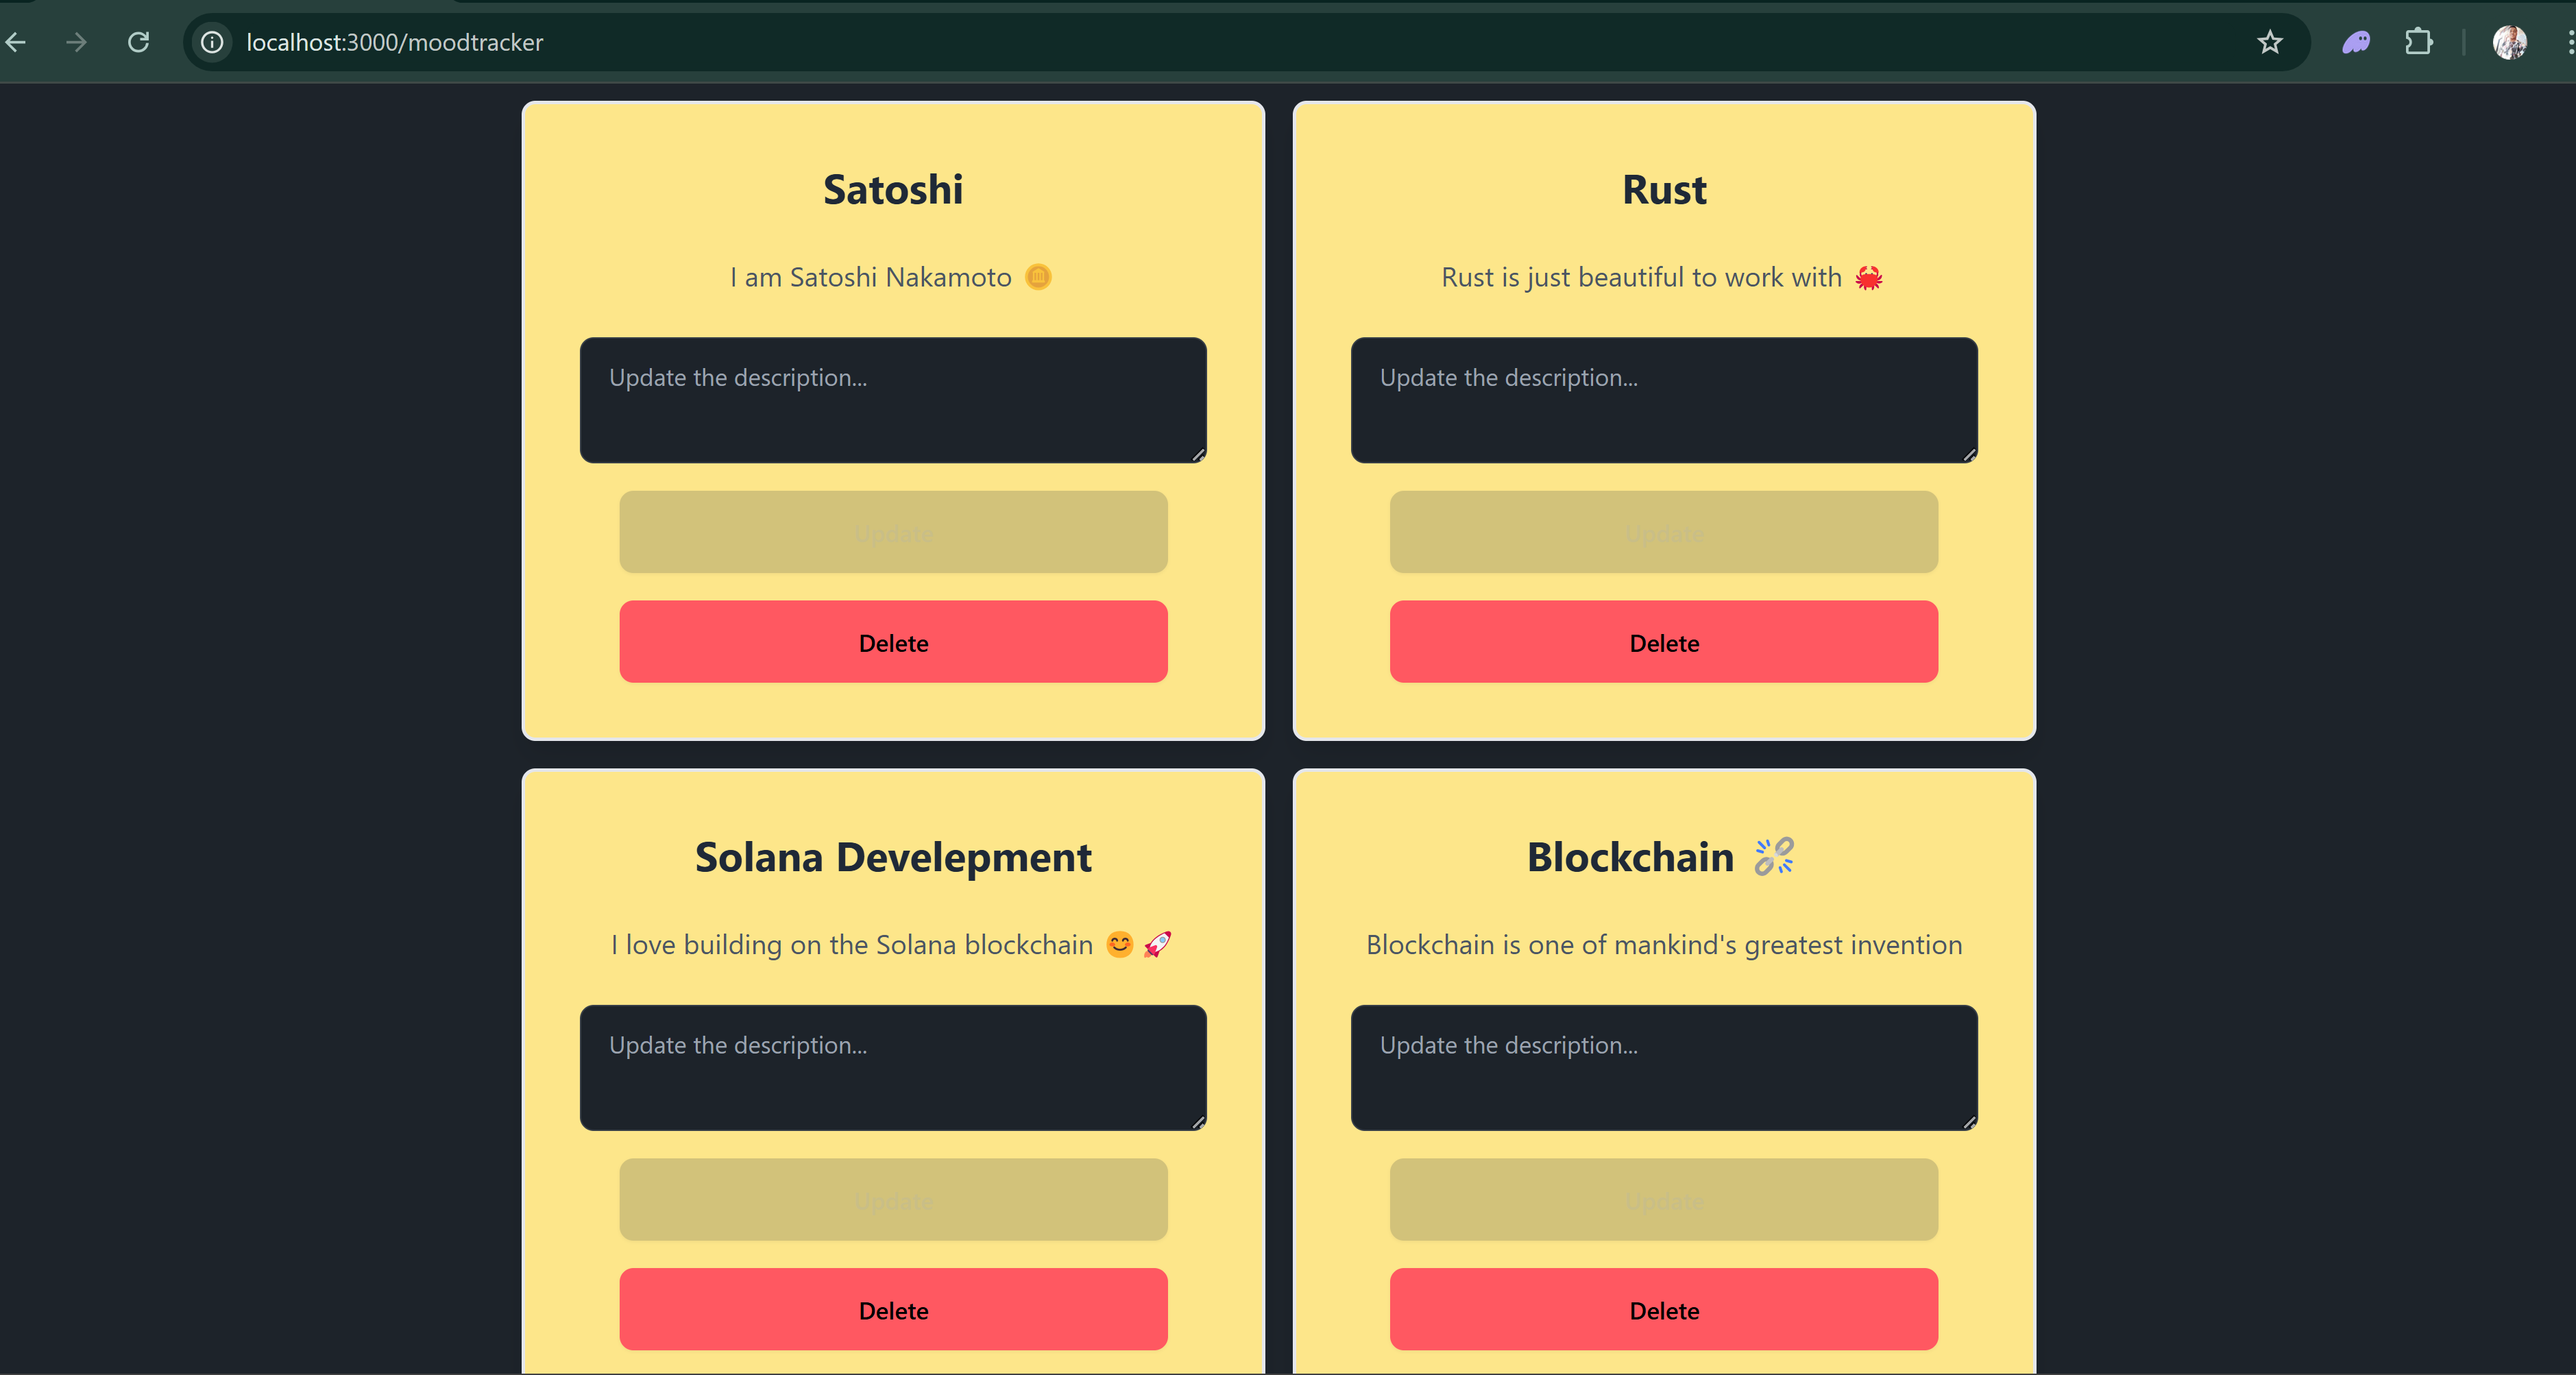 localhost:3000/moodtracker
Satoshi
I am Satoshi Nakamoto 🪙
Update the description...
Update
Delete
Rust
Rust is just beautiful to work with 🦀
Update the description...
Update
Delete
Solana Develepment
I love building on the Solana blockchain 😊🚀
Update the description...
Update
Delete
Blockchain ⛓️‍💥
Blockchain is one of mankind's greatest invention
Update the description...
Update
Delete